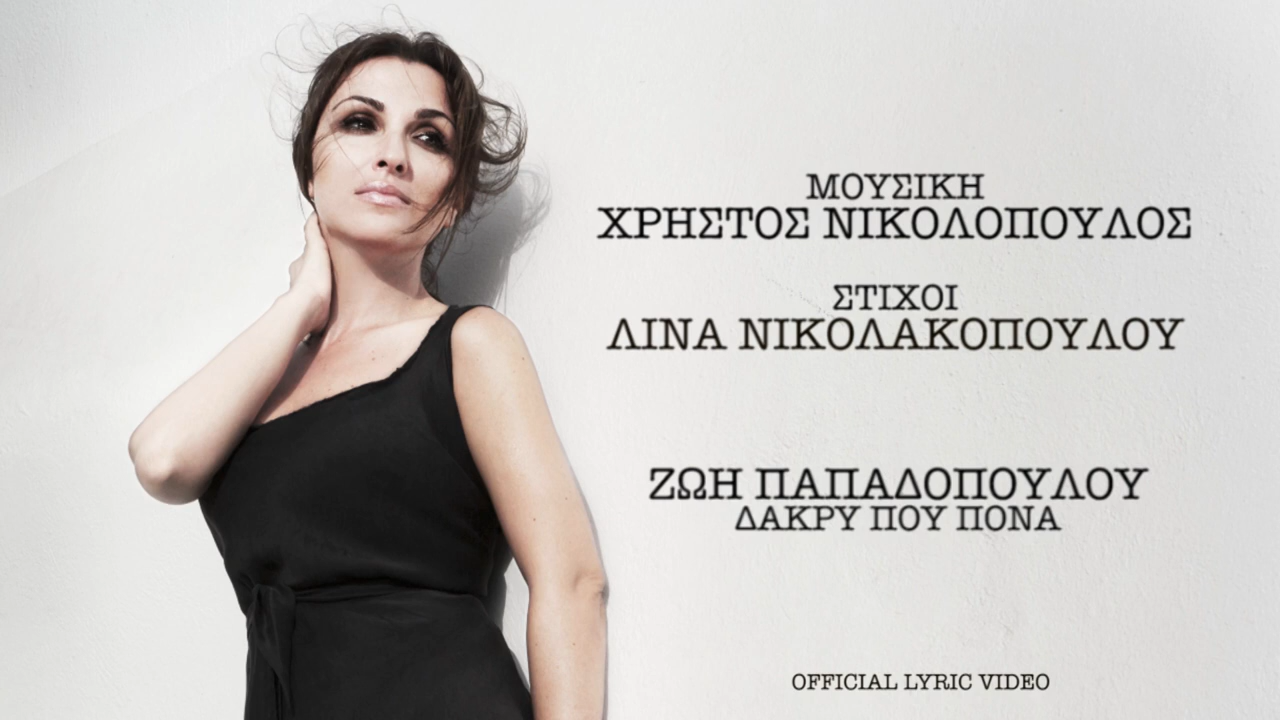 ΜΟΥΣΙΚΗ
ΧΡΗΣΤΟΣ ΝΙΚΟΛΟΠΟΥΛΟΣ
ΣΤΙΧΟΙ
ΛΙΝΑ ΝΙΚΟΛΑΚΟΠΟΥΛΟΥ
ΖΩΗ ΠΑΠΑΔΟΠΟΥΛΟΥ
ΔΑΚΡΥ ΠΟΥ ΠΟΝΑ
OFFICIAL LYRIC VIDEO